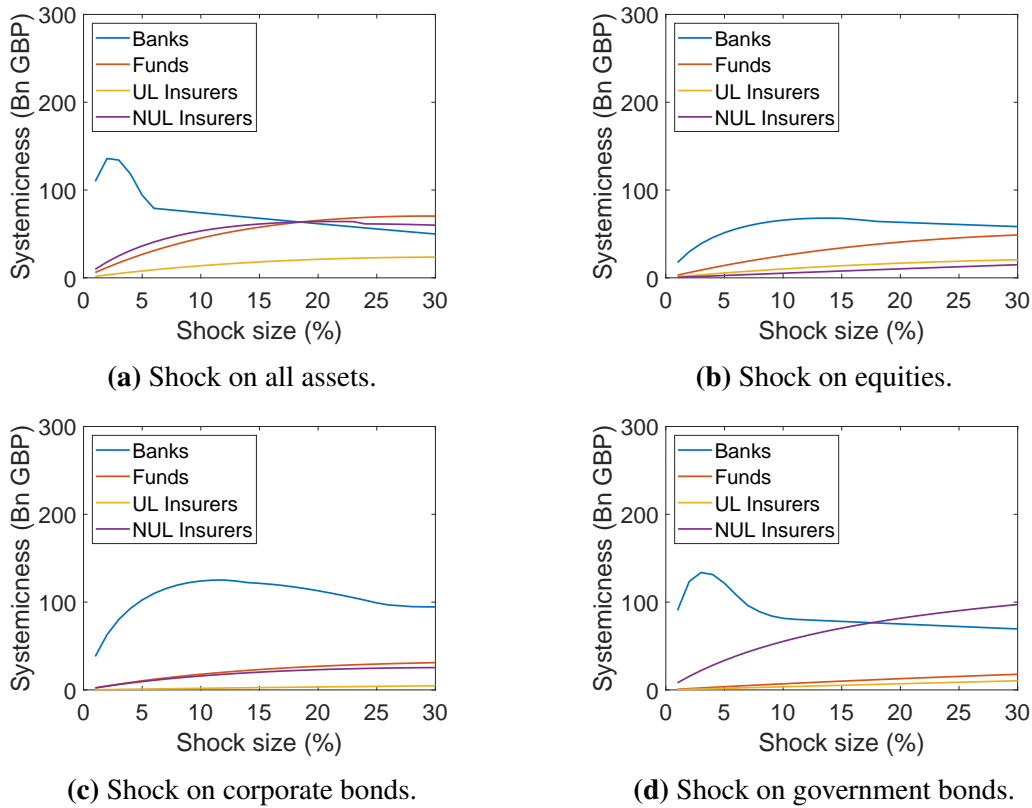 300
200
100
0
Systemicness (Bn GBP)
Banks
Funds
UL Insurers
NUL Insurers
0 5 10 15 20 25 30
Shock size (%)
(a) Shock on all assets.
300
200
100
0
Systemicness (Bn GBP)
Banks
Funds
UL Insurers
NUL Insurers
0 5 10 15 20 25 30
Shock size (%)
(b) Shock on equities.
300
200
100
0
Systemicness (Bn GBP)
Banks
Funds
UL Insurers
NUL Insurers
0 5 10 15 20 25 30
Shock size (%)
(c) Shock on corporate bonds.
300
200
100
0
Systemicness (Bn GBP)
Banks
Funds
UL Insurers
NUL Insurers
0 5 10 15 20 25 30
Shock size (%)
(d) Shock on government bonds.